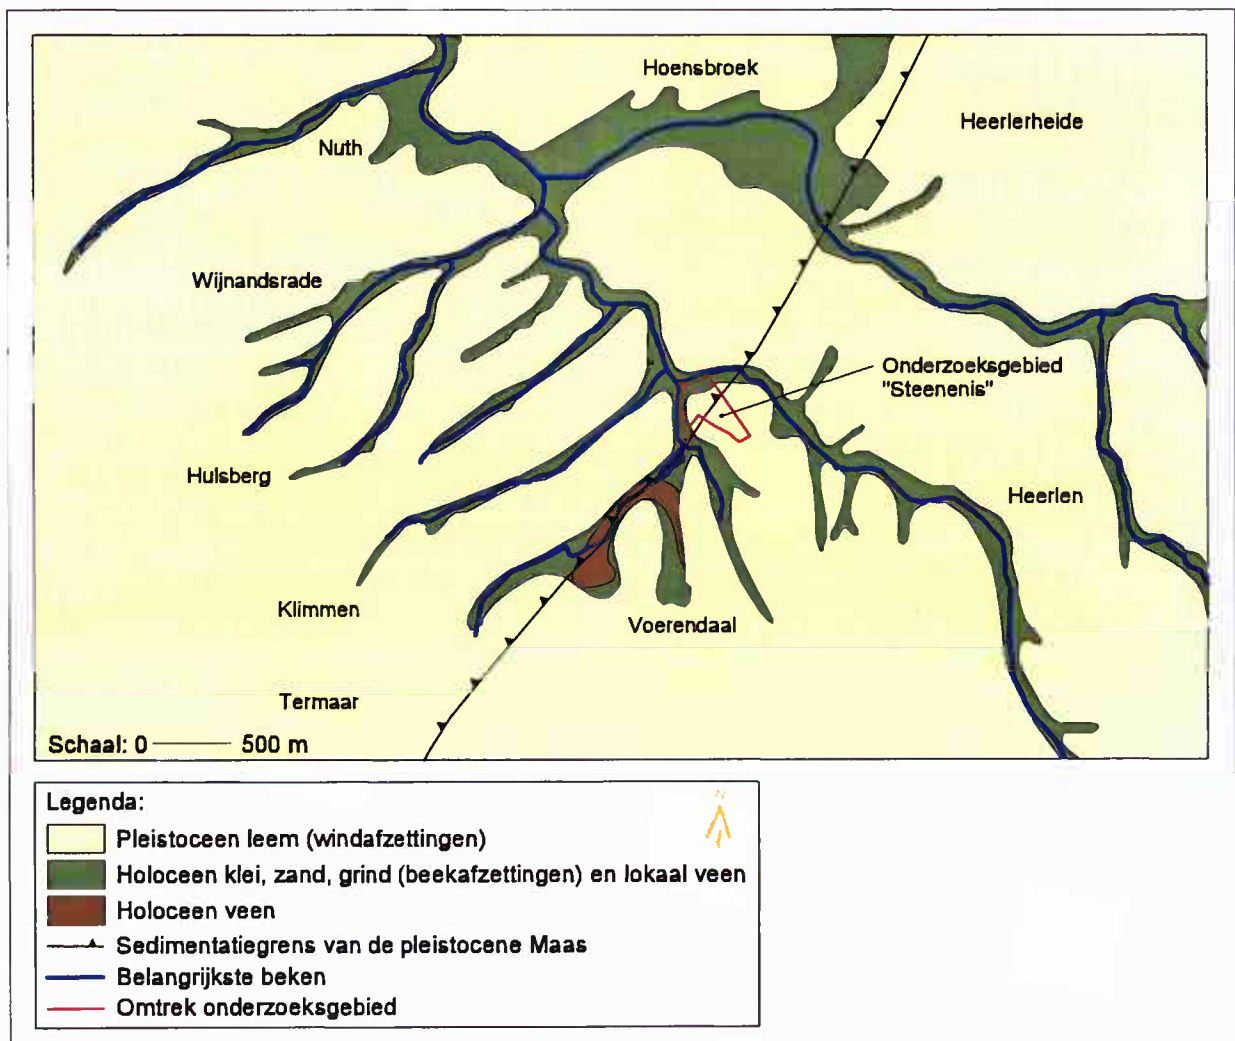 Hoensbroek
Heerlerheide
Nuth
Wijnandsrade
Onderzoeksgebied
"Steenenis"
Hulsberg
Heerlen
Klimmen
Voerendaal
Termaar
Schaal: 0 500 m
Legenda:
N
Pleistoceen leem (windafzettingen)
Holoceen klei, zand, grind (beekafzettingen) en lokaal veen
Holoceen veen
Sedimentatiegrens van de pleistocene Maas
Belangrijkste beken
Omtrek onderzoeksgebied